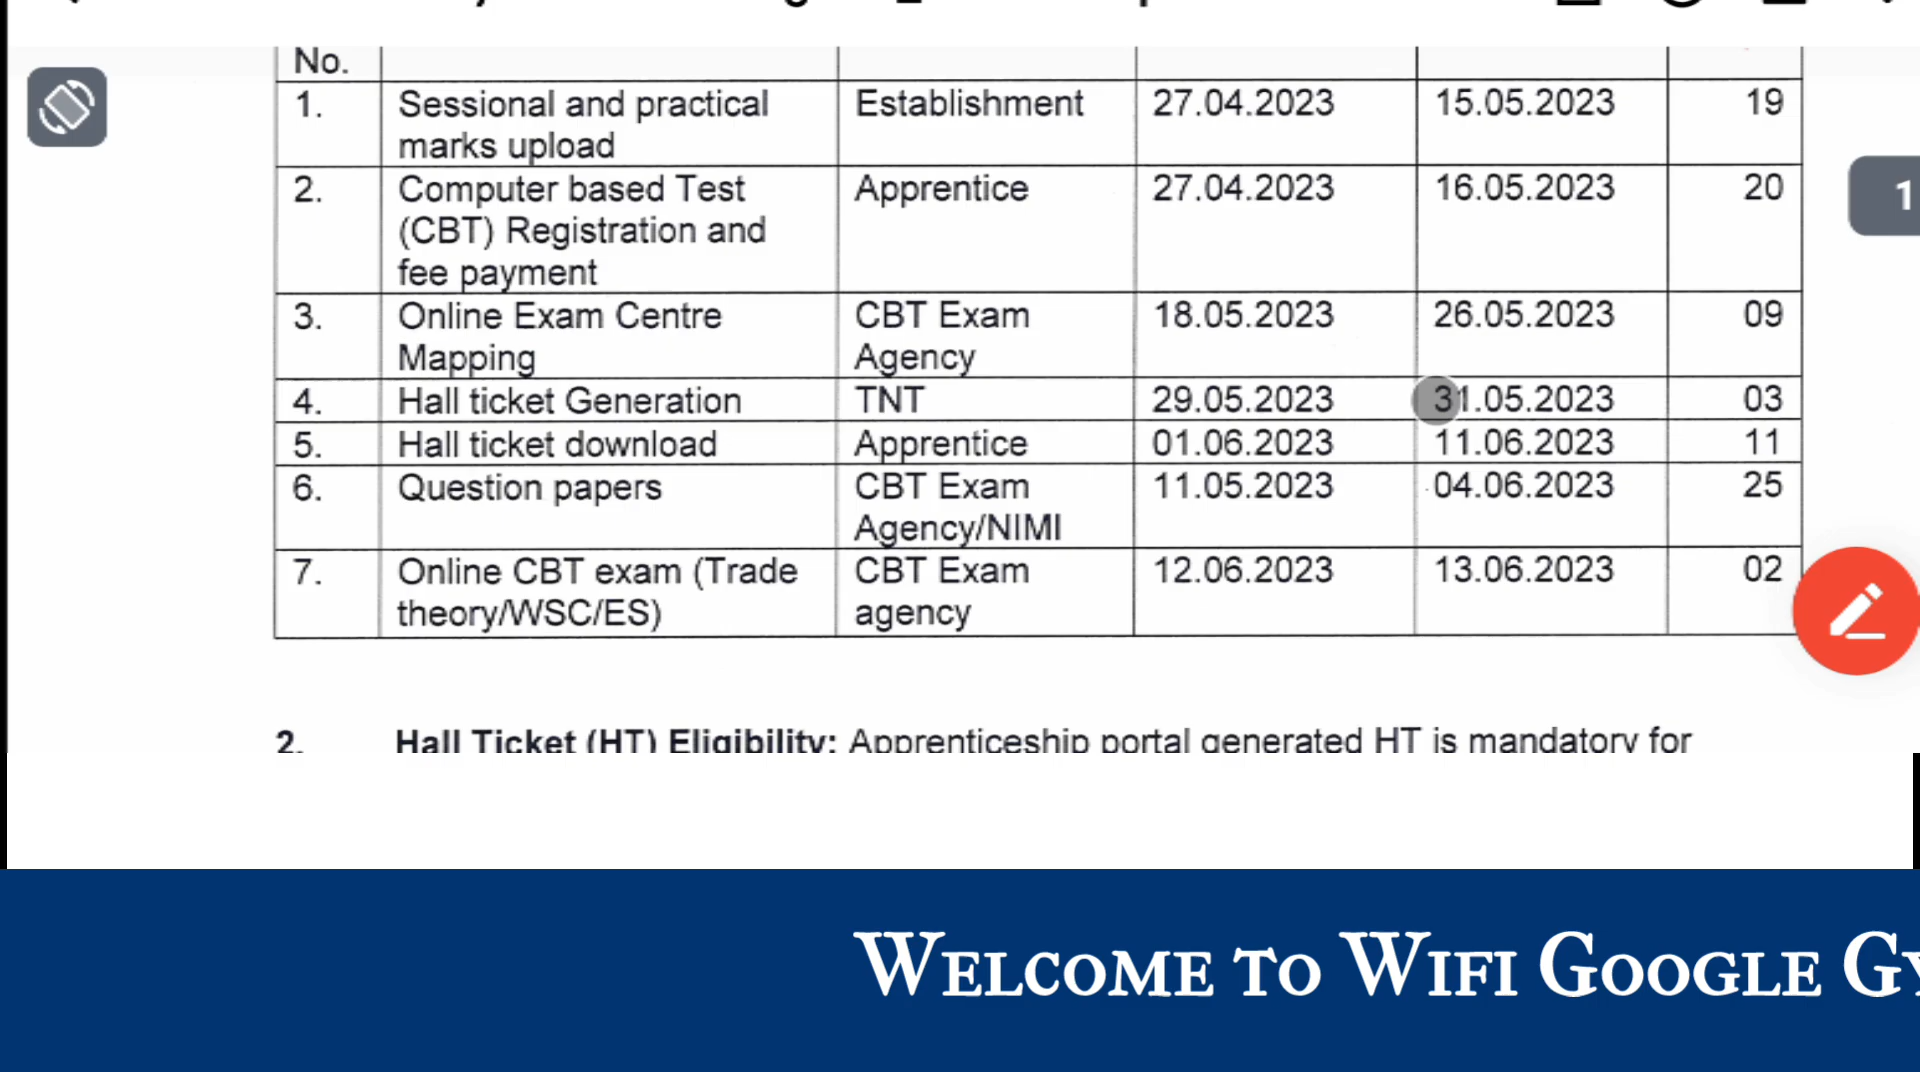 No.
1. Sessional and practical Establishment 27.04.2023 15.05.2023 19
marks upload
2. Computer based Test Apprentice 27.04.2023 16.05.2023 20
(CBT) Registration and
fee payment
3. Online Exam Centre CBT Exam 18.05.2023 26.05.2023 09
Mapping Agency
4. Hall ticket Generation TNT 29.05.2023 31.05.2023 03
5. Hall ticket download Apprentice 01.06.2023 11.06.2023 11
6. Question papers CBT Exam 11.05.2023 04.06.2023 25
Agency/NIMI
7. Online CBT exam (Trade CBT Exam 12.06.2023 13.06.2023 02
theory/WSC/ES) agency
2. Hall Ticket (HT) Eligibility: Apprenticeship portal generated HT is mandatory for
1
WELCOME TO WIFI GOOGLE GY